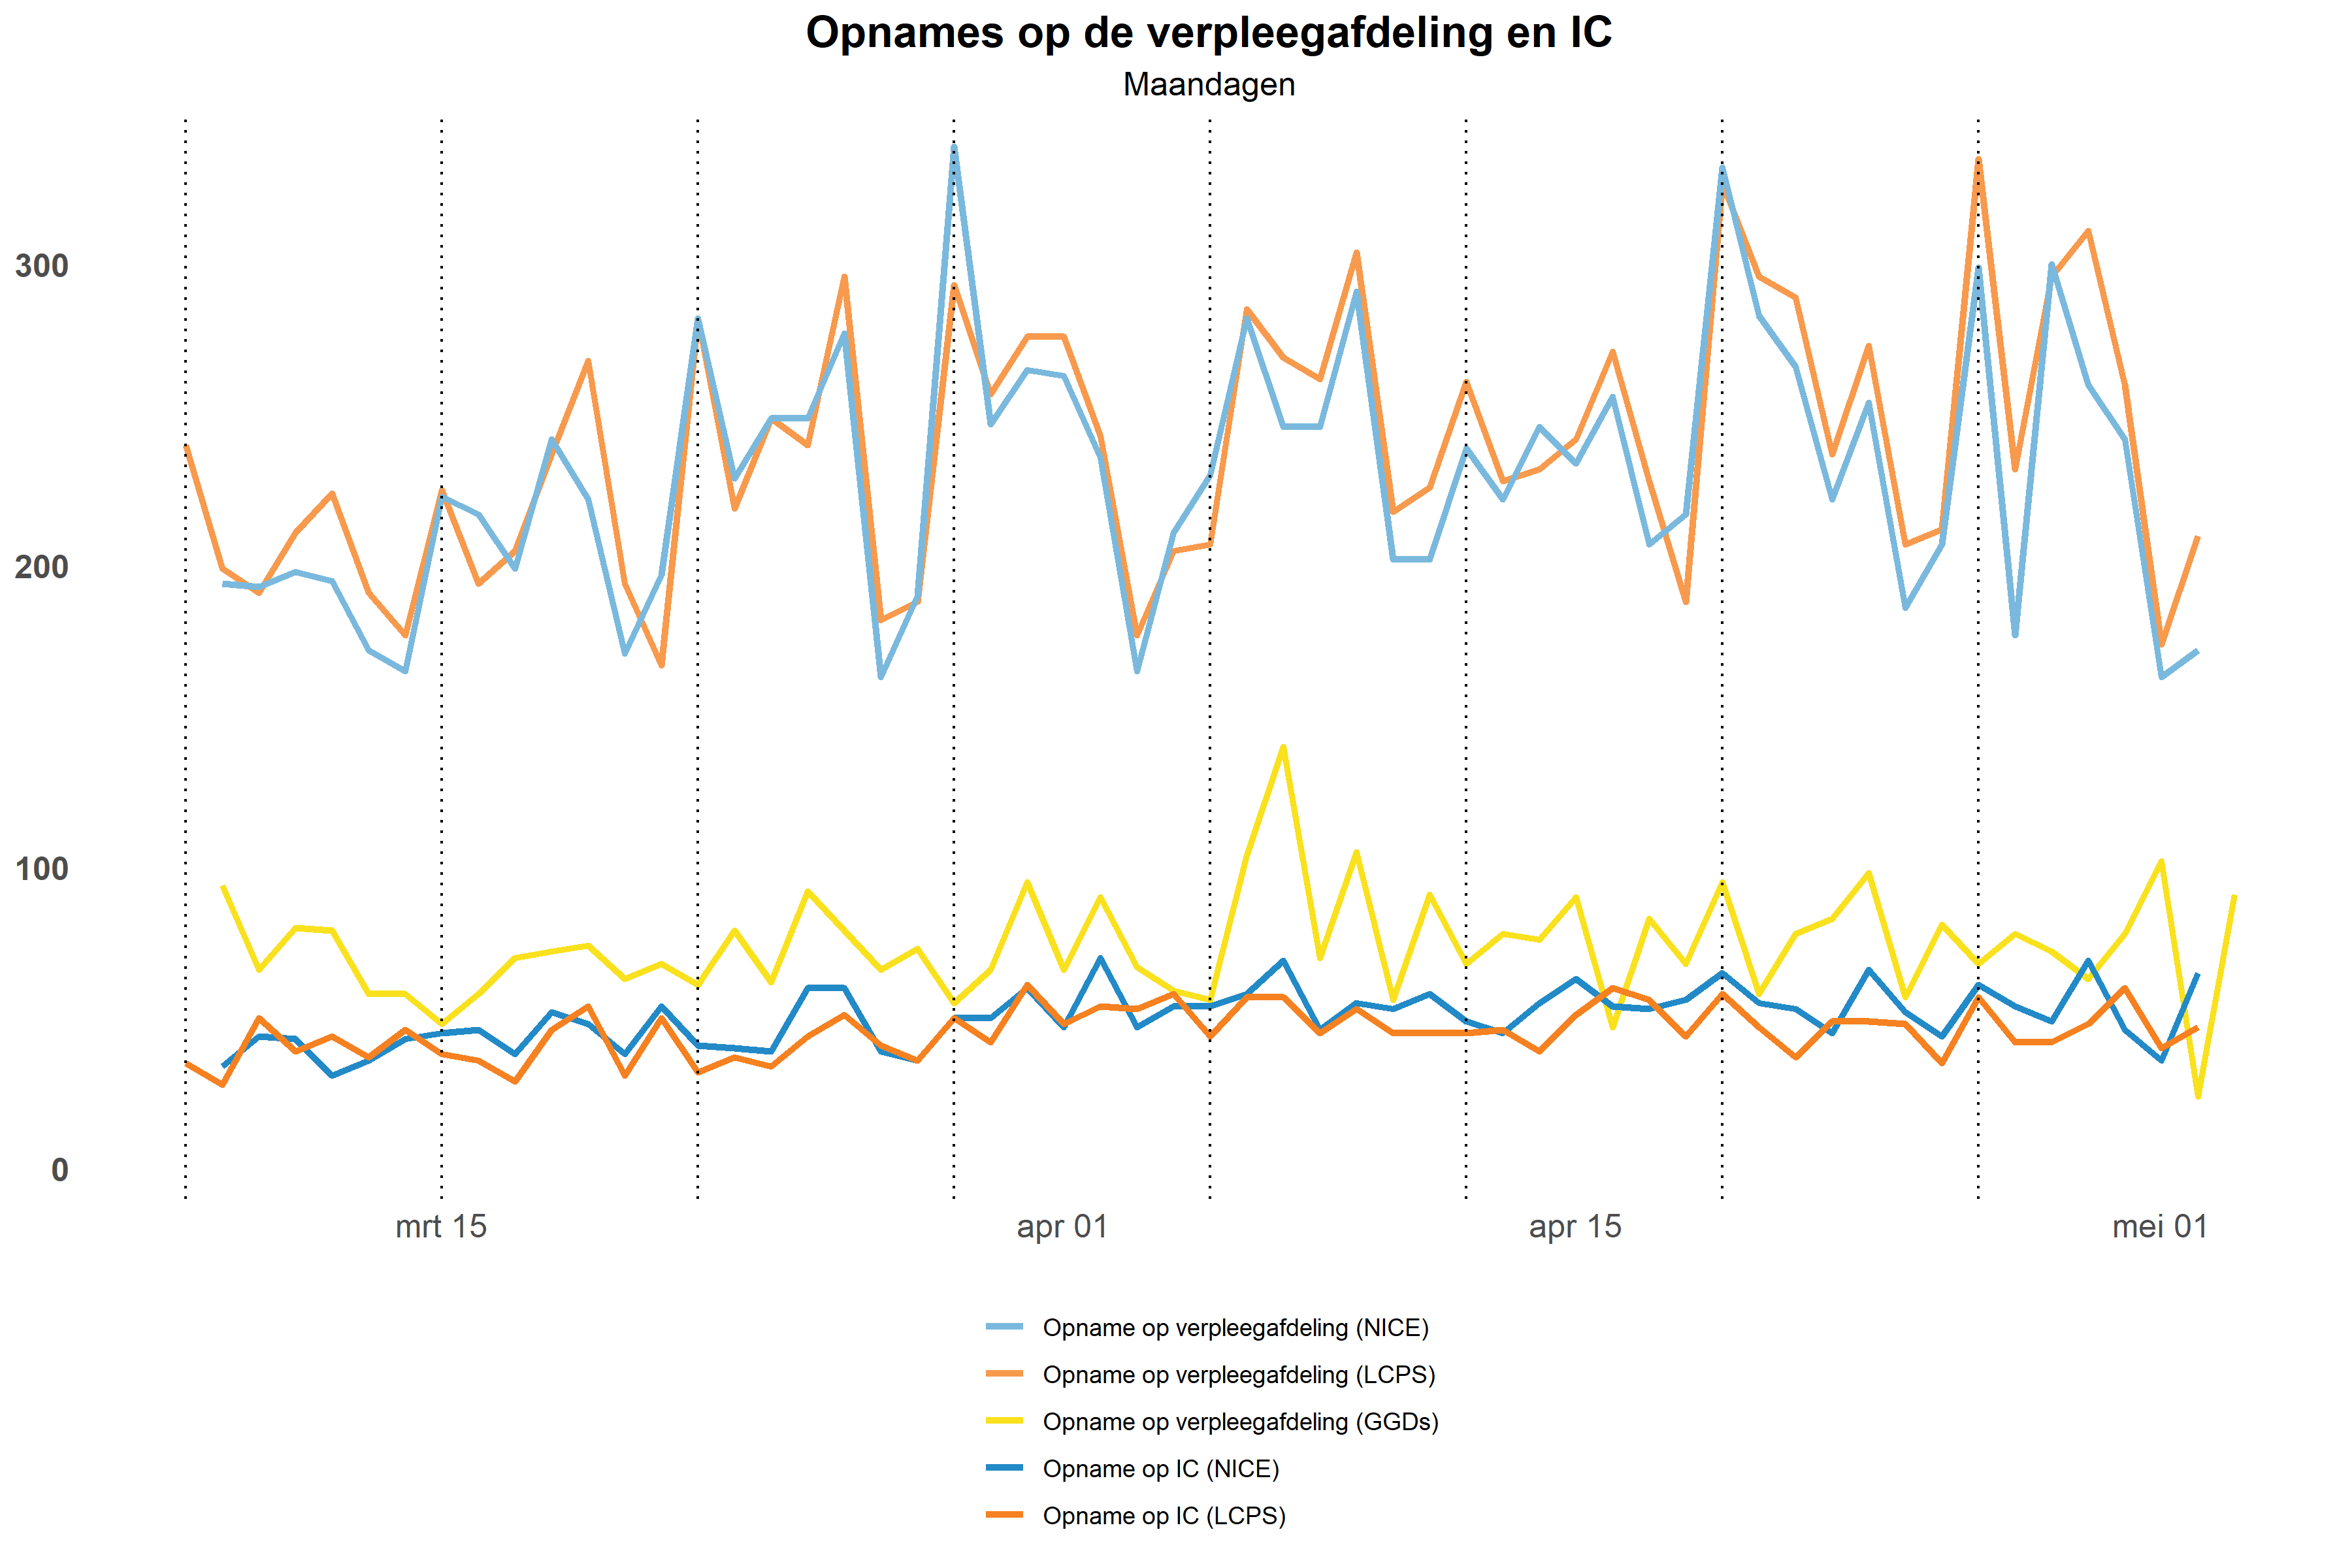 Opnames op de verpleegafdeling en IC
Maandagen
300
200
100
0
mrt 15
apr 01
apr 15
mei 01
Opname op verpleegafdeling (NICE)
Opname op verpleegafdeling (LCPS)
Opname op verpleegafdeling (GGDs)
Opname op IC (NICE)
Opname op IC (LCPS)